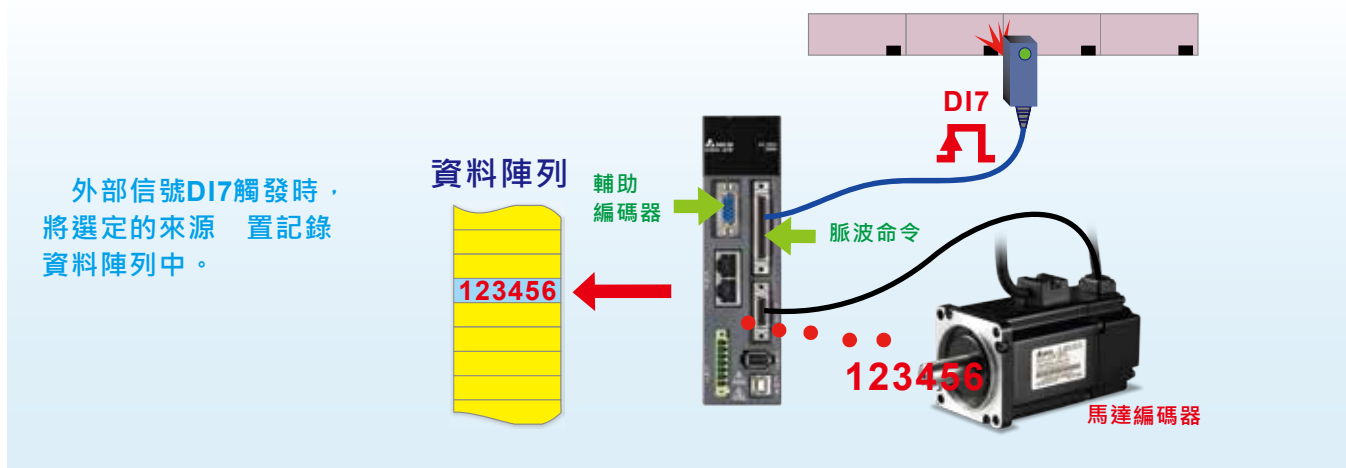 DI7
資料陣列
輔助
編碼器
外部信號DI7觸發時，
將選定的來源 置記錄
資料陣列中。
脈波命令
123456
123456
馬達編碼器